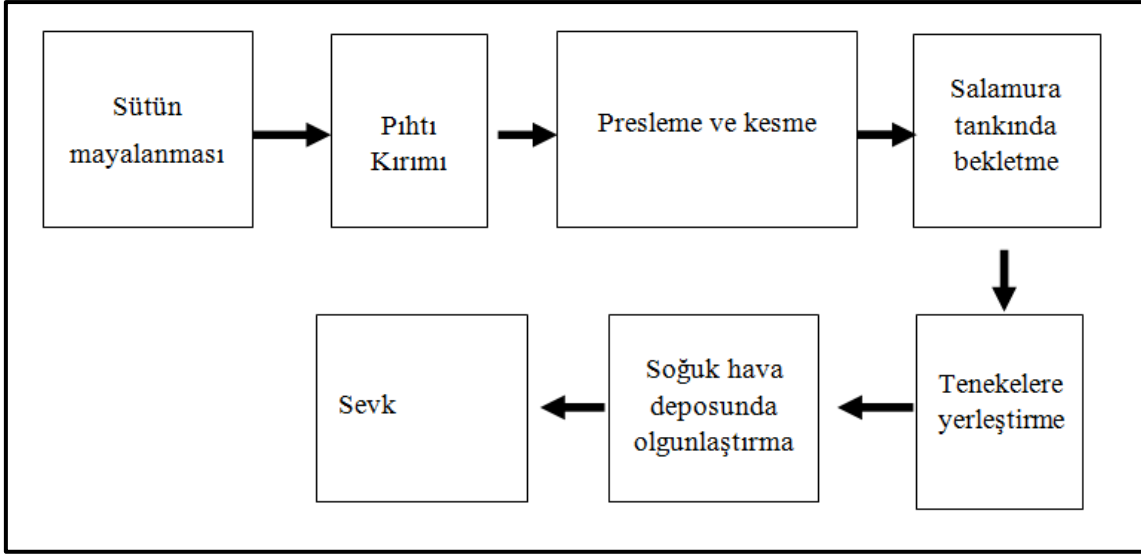 Sütün
mayalanması
Pıhtı
Kırımı
Presleme ve kesme
Salamura
tankında
bekletme
Tenekelere
yerleştirme
Soğuk hava
deposunda
olgunlaştırma
Sevk